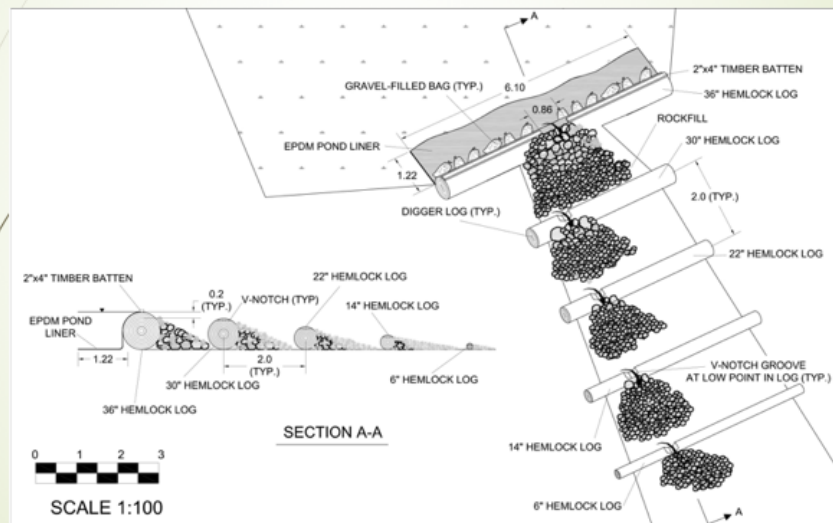 A
2"x4" TIMBER BATTEN
GRAVEL-FILLED BAG (TYP.)
6.10
36" HEMLOCK LOG
0.86
ROCKFILL
EPDM POND LINER
30" HEMLOCK LOG
1.22
2.0 (TYP.)
DIGGER LOG (TYP.)
22" HEMLOCK LOG
2"x4" TIMBER BATTEN
22" HEMLOCK LOG
0.2
(TYP.)
V-NOTCH (TYP)
14" HEMLOCK LOG
EPDM POND
LINER
1.22
2.0
(TYP.)
30" HEMLOCK LOG
6" HEMLOCK LOG
36" HEMLOCK LOG
V-NOTCH GROOVE
AT LOW POINT IN LOG (TYP.)
SECTION A-A
14" HEMLOCK LOG
0 1 2 3
6" HEMLOCK LOG
SCALE 1:100
A